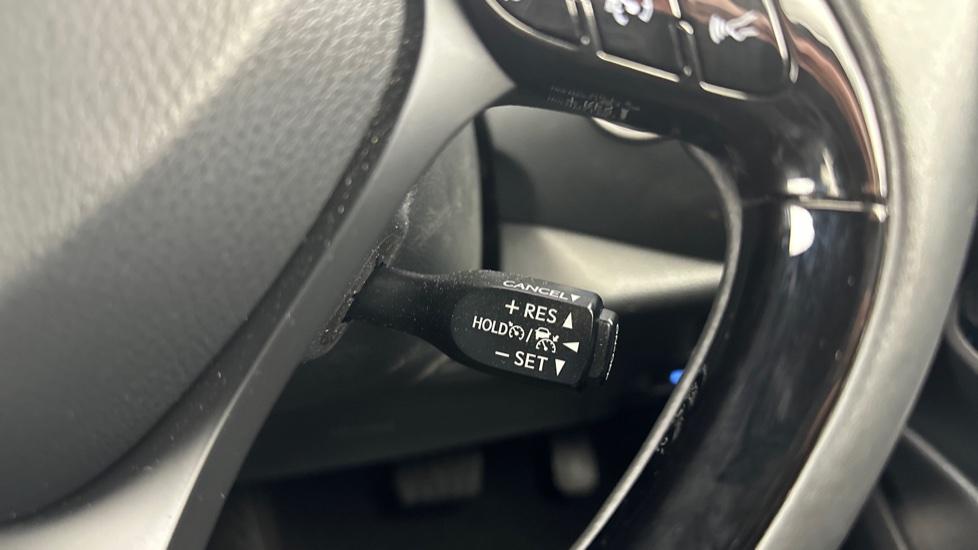 CANCEL▼
+ RES ▲
HOLD / ◀
− SET ▼